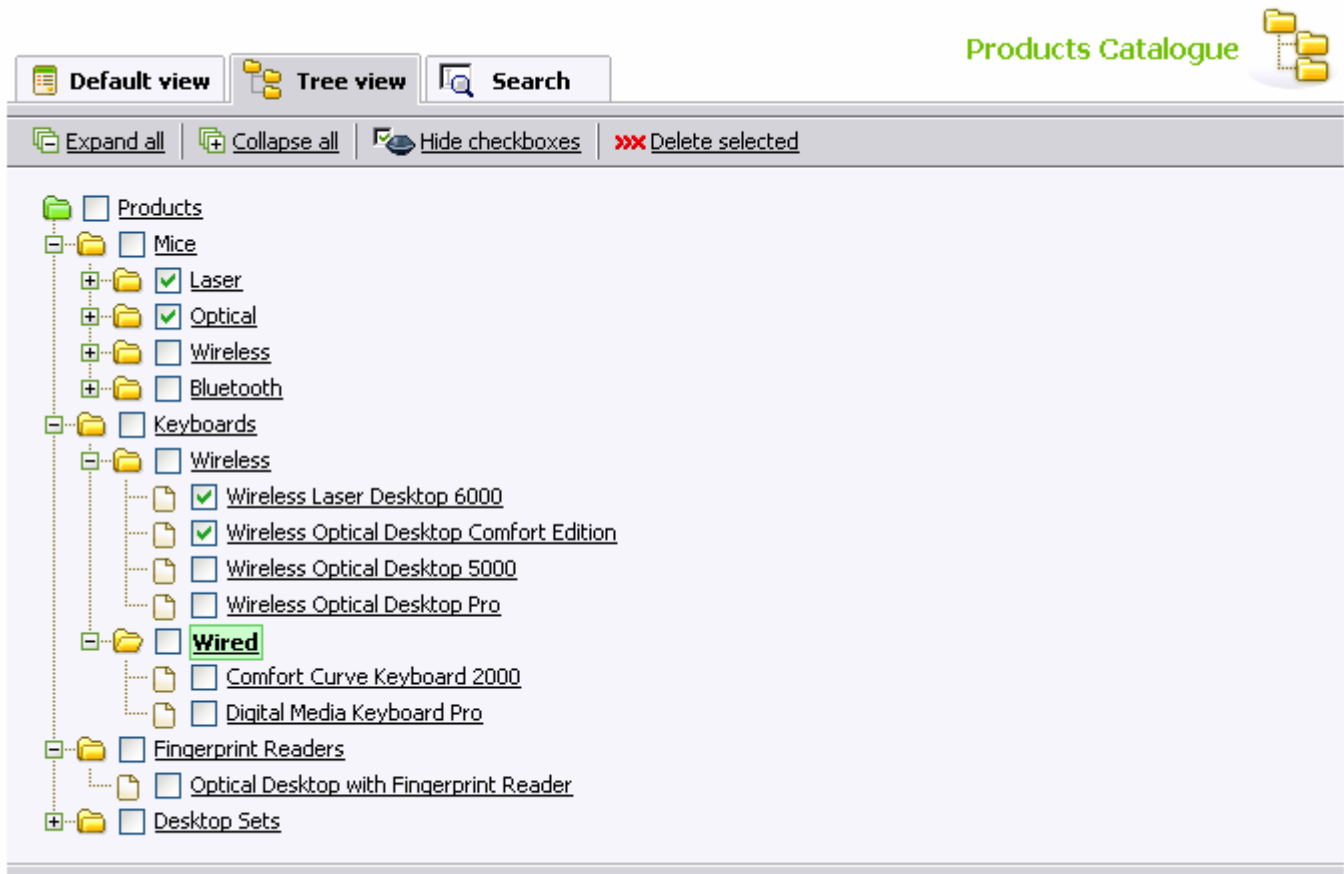 Products Catalogue
Default view Tree view Search
Expand all Collapse all Hide checkboxes Delete selected
Products
Mice
Laser
Optical
Wireless
Bluetooth
Keyboards
Wireless
Wireless Laser Desktop 6000
Wireless Optical Desktop Comfort Edition
Wireless Optical Desktop 5000
Wireless Optical Desktop Pro
Wired
Comfort Curve Keyboard 2000
Digital Media Keyboard Pro
Fingerprint Readers
Optical Desktop with Fingerprint Reader
Desktop Sets